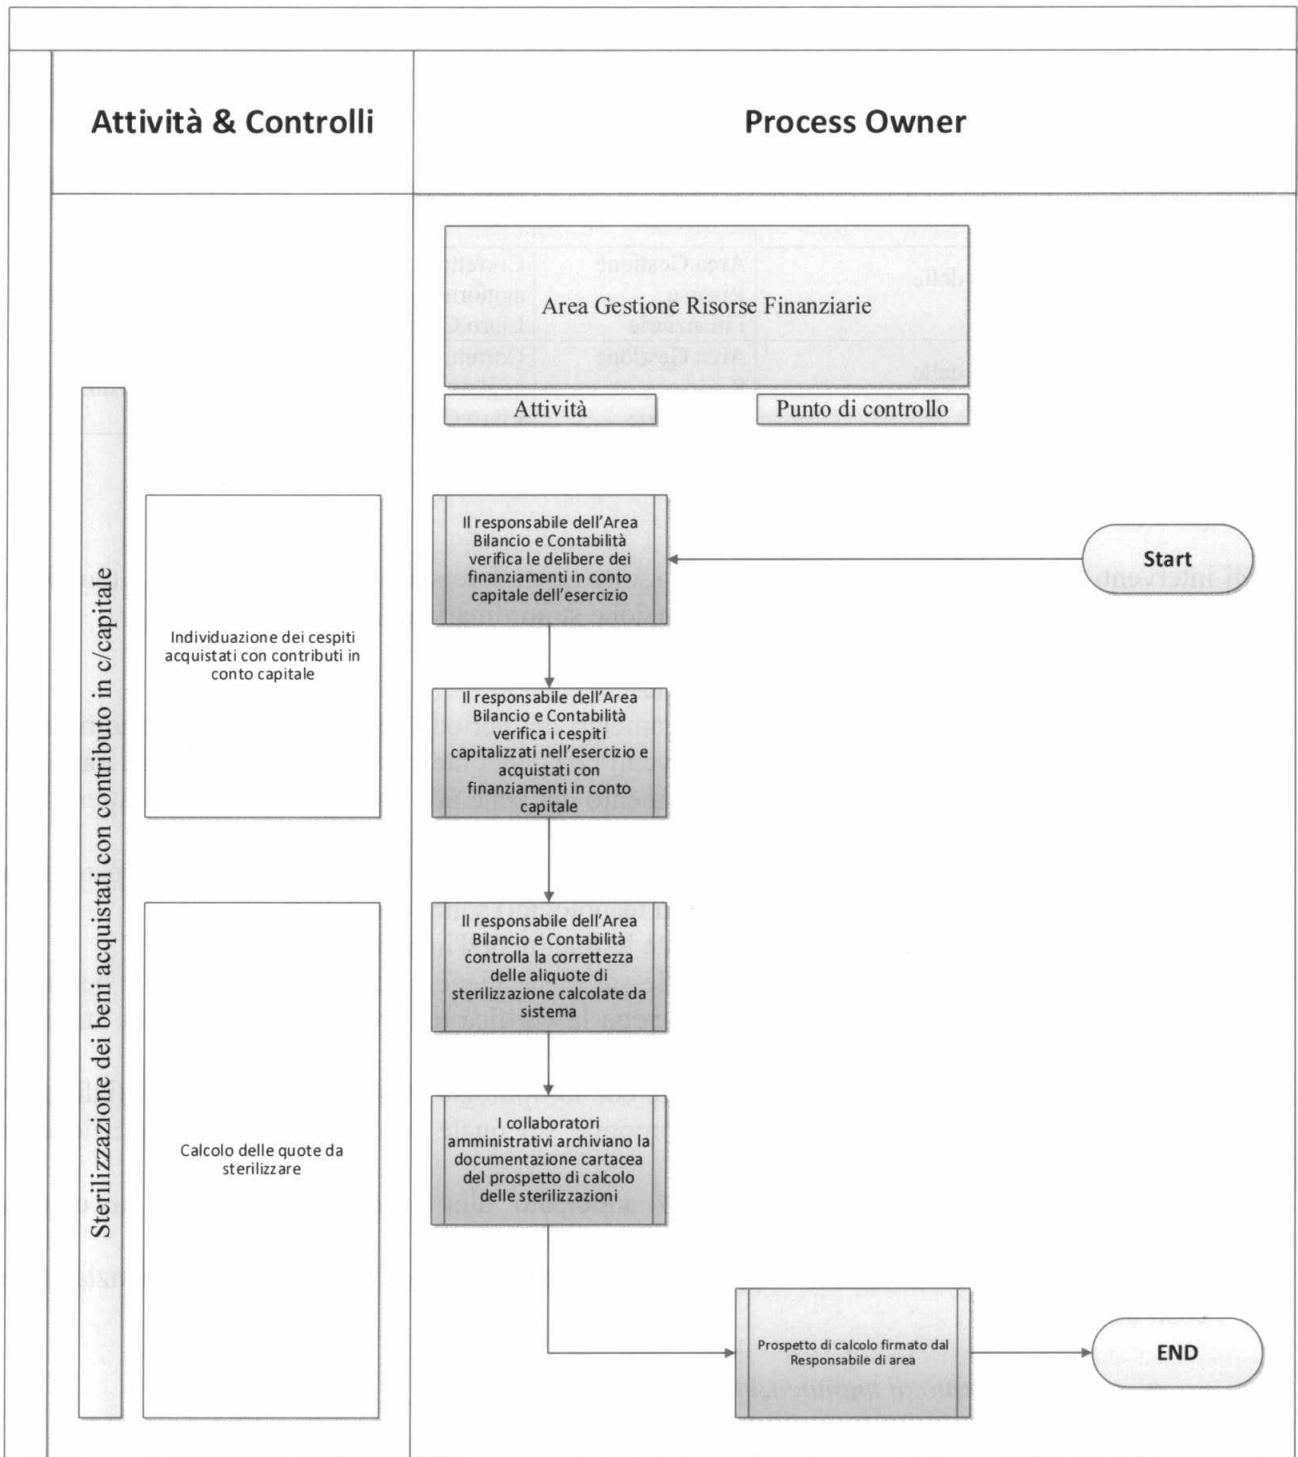 Attività & Controlli
Process Owner
Area Gestione Risorse Finanziarie
Attività
Punto di controllo
Sterilizzazione dei beni acquistati con contributo in c/capitale
Individuazione dei cespiti
acquistati con contributi in
conto capitale
Il responsabile dell'Area
Bilancio e Contabilità
verifica le delibere dei
finanziamenti in conto
capitale dell'esercizio
Start
Il responsabile dell'Area
Bilancio e Contabilità
verifica i cespiti
capitalizzati nell'esercizio e
acquistati con
finanziamenti in conto
capitale
Calcolo delle quote da
sterilizzare
Il responsabile dell'Area
Bilancio e Contabilità
controlla la correttezza
delle aliquote di
sterilizzazione calcolate da
sistema
I collaboratori
amministrativi archiviano la
documentazione cartacea
del prospetto di calcolo
delle sterilizzazioni
Prospetto di calcolo firmato dal
Responsabile di area
END